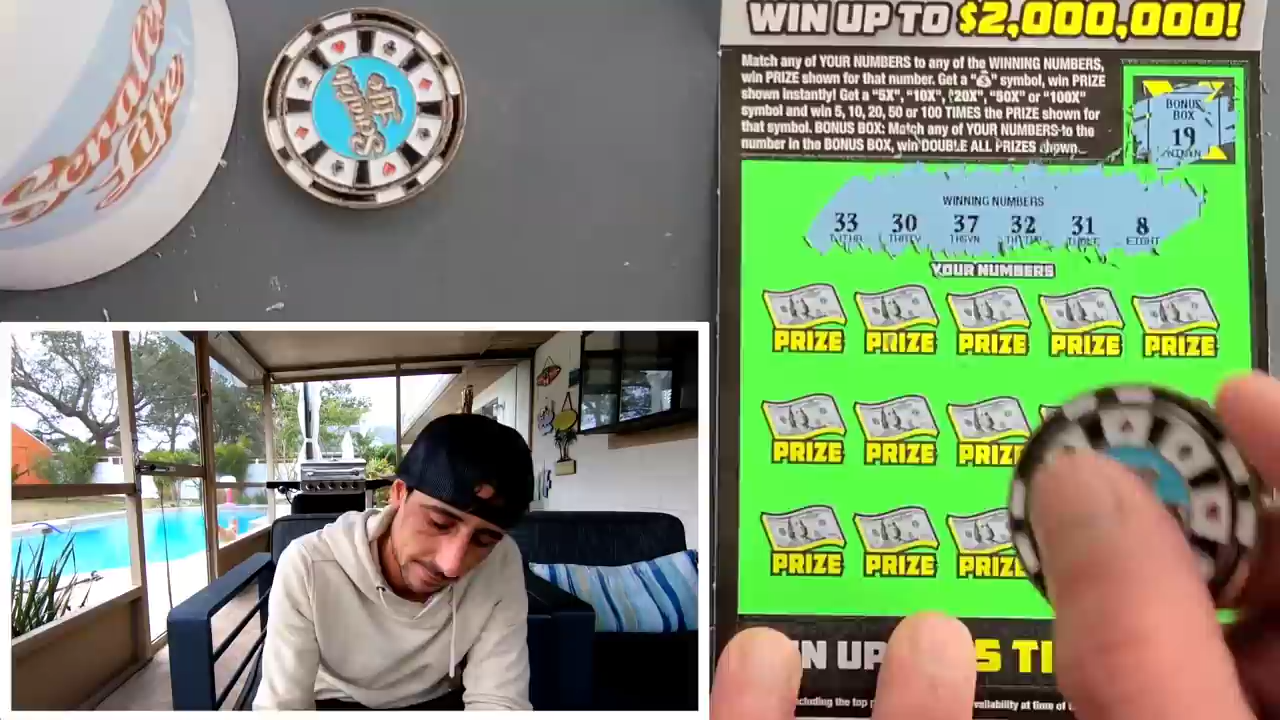 Scratch
Life
Scratch
Life
WIN UP TO $2,000,000!
Match any of YOUR NUMBERS to any of the WINNING NUMBERS,
win PRIZE shown for that number. Get a "💰" symbol, win PRIZE
shown instantly! Get a "5X", "10X", "20X", "50X" or "100X"
symbol and win 5, 10, 20, 50 or 100 TIMES the PRIZE shown for
that symbol. BONUS BOX: Match any of YOUR NUMBERS to the
number in the BONUS BOX, win DOUBLE ALL PRIZES shown.
BONUS
BOX
19
WINNING NUMBERS
33 30 37 32 31 8
THIRTY EIGHT
YOUR NUMBERS
PRIZE PRIZE PRIZE PRIZE PRIZE
PRIZE PRIZE PRIZE
PRIZE PRIZE PRIZE